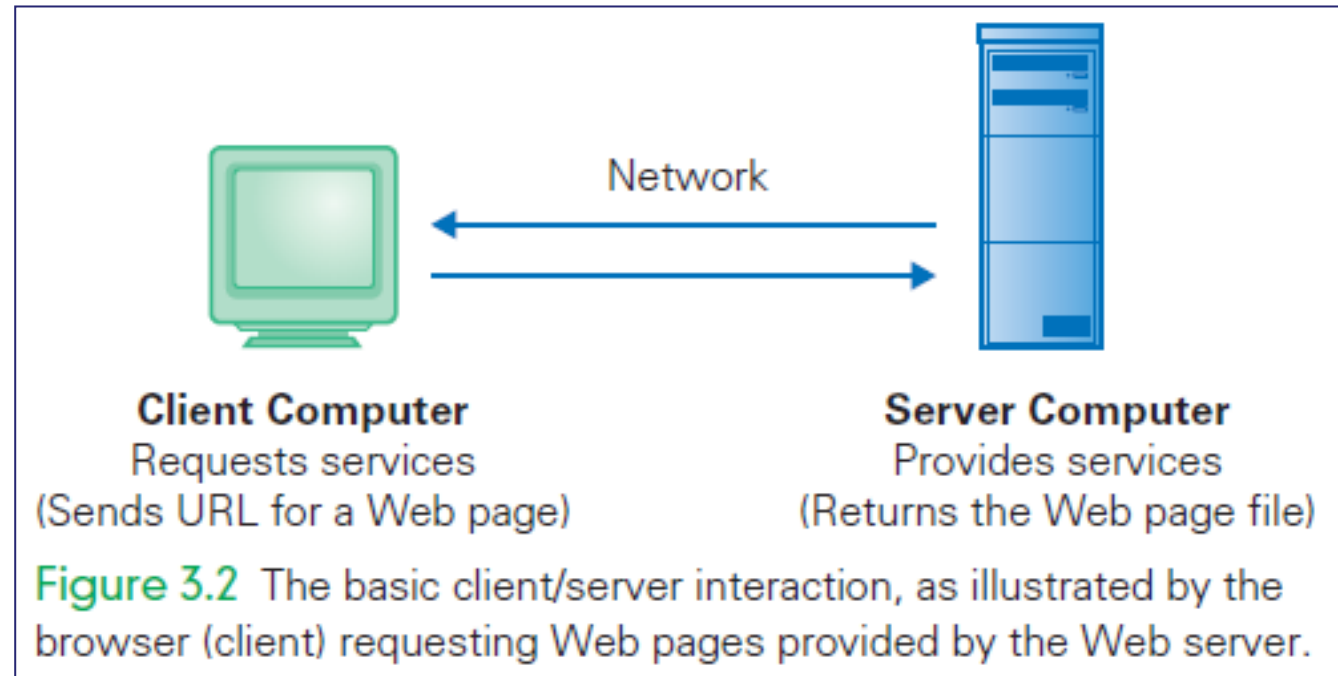 Network
Client Computer
Requests services
(Sends URL for a Web page)
Server Computer
Provides services
(Returns the Web page file)
Figure 3.2 The basic client/server interaction, as illustrated by the
browser (client) requesting Web pages provided by the Web server.